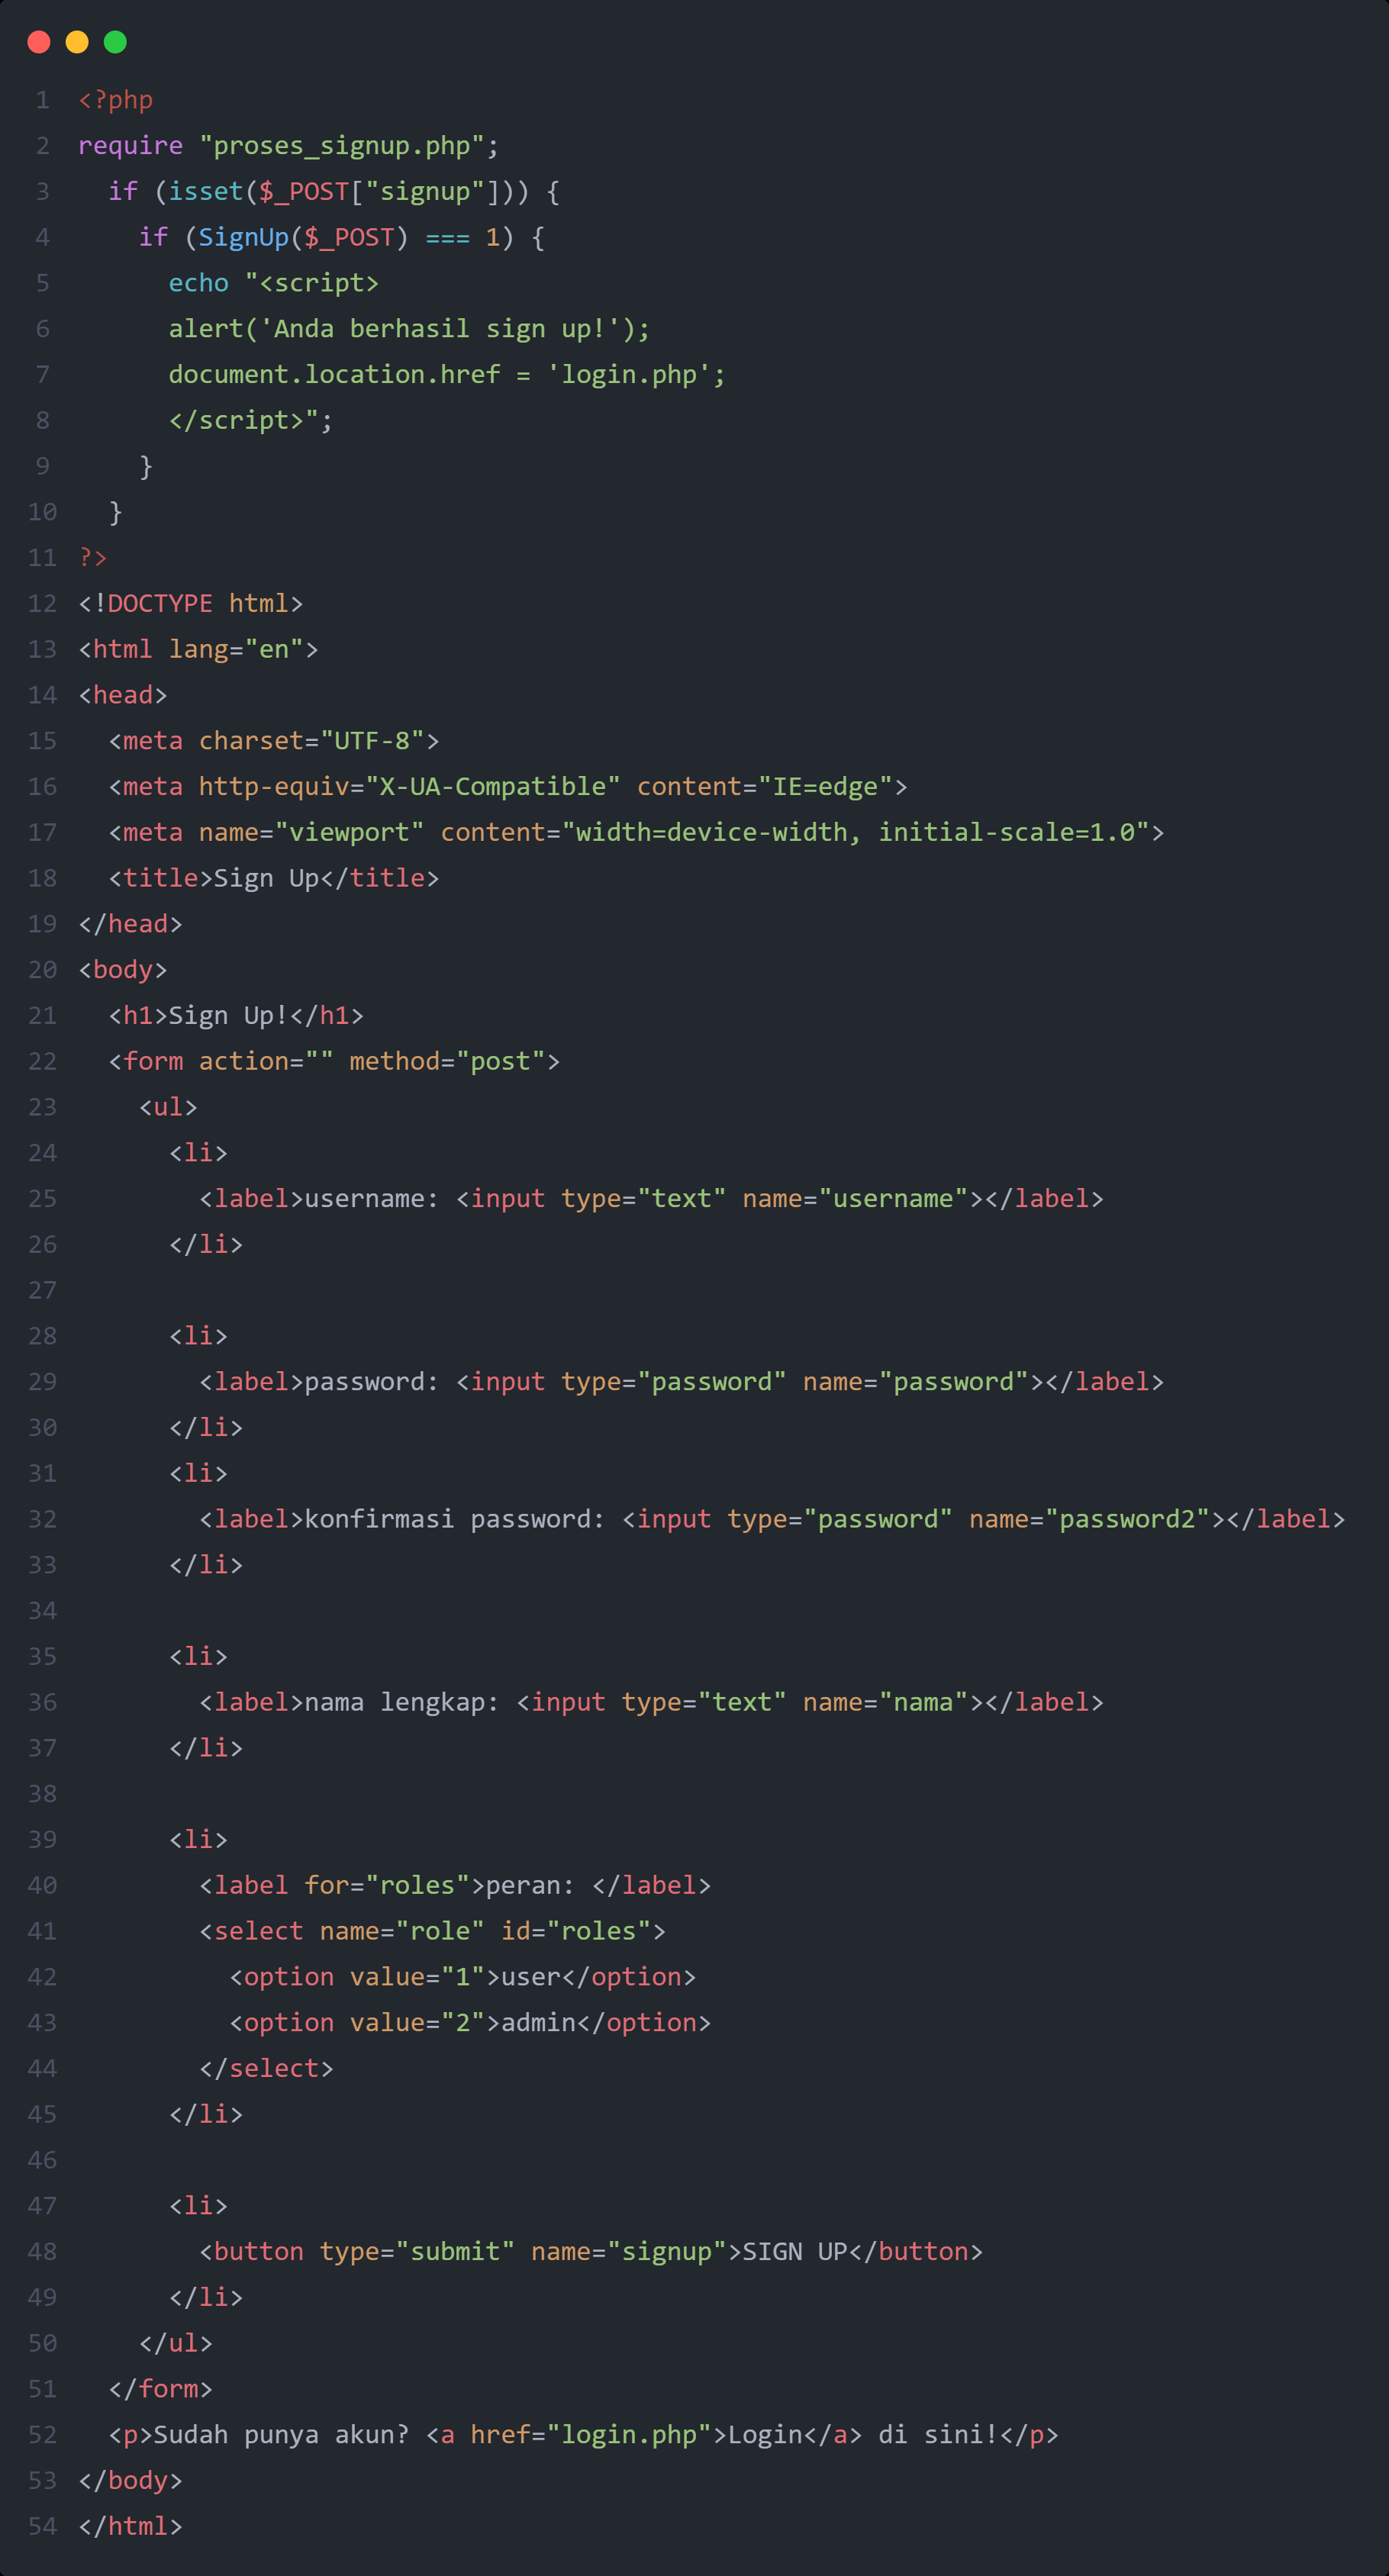 1 <?php
2 require "proses_signup.php";
3   if (isset($_POST["signup"])) {
4     if (SignUp($_POST) === 1) {
5       echo "<script>
6       alert('Anda berhasil sign up!');
7       document.location.href = 'login.php';
8       </script>";
9     }
10   }
11 ?>
12 <!DOCTYPE html>
13 <html lang="en">
14 <head>
15   <meta charset="UTF-8">
16   <meta http-equiv="X-UA-Compatible" content="IE=edge">
17   <meta name="viewport" content="width=device-width, initial-scale=1.0">
18   <title>Sign Up</title>
19 </head>
20 <body>
21   <h1>Sign Up!</h1>
22   <form action="" method="post">
23     <ul>
24       <li>
25         <label>username: <input type="text" name="username"></label>
26       </li>
27
28       <li>
29         <label>password: <input type="password" name="password"></label>
30       </li>
31       <li>
32         <label>konfirmasi password: <input type="password" name="password2"></label>
33       </li>
34
35       <li>
36         <label>nama lengkap: <input type="text" name="nama"></label>
37       </li>
38
39       <li>
40         <label for="roles">peran: </label>
41         <select name="role" id="roles">
42           <option value="1">user</option>
43           <option value="2">admin</option>
44         </select>
45       </li>
46
47       <li>
48         <button type="submit" name="signup">SIGN UP</button>
49       </li>
50     </ul>
51   </form>
52   <p>Sudah punya akun? <a href="login.php">Login</a> di sini!</p>
53 </body>
54 </html>